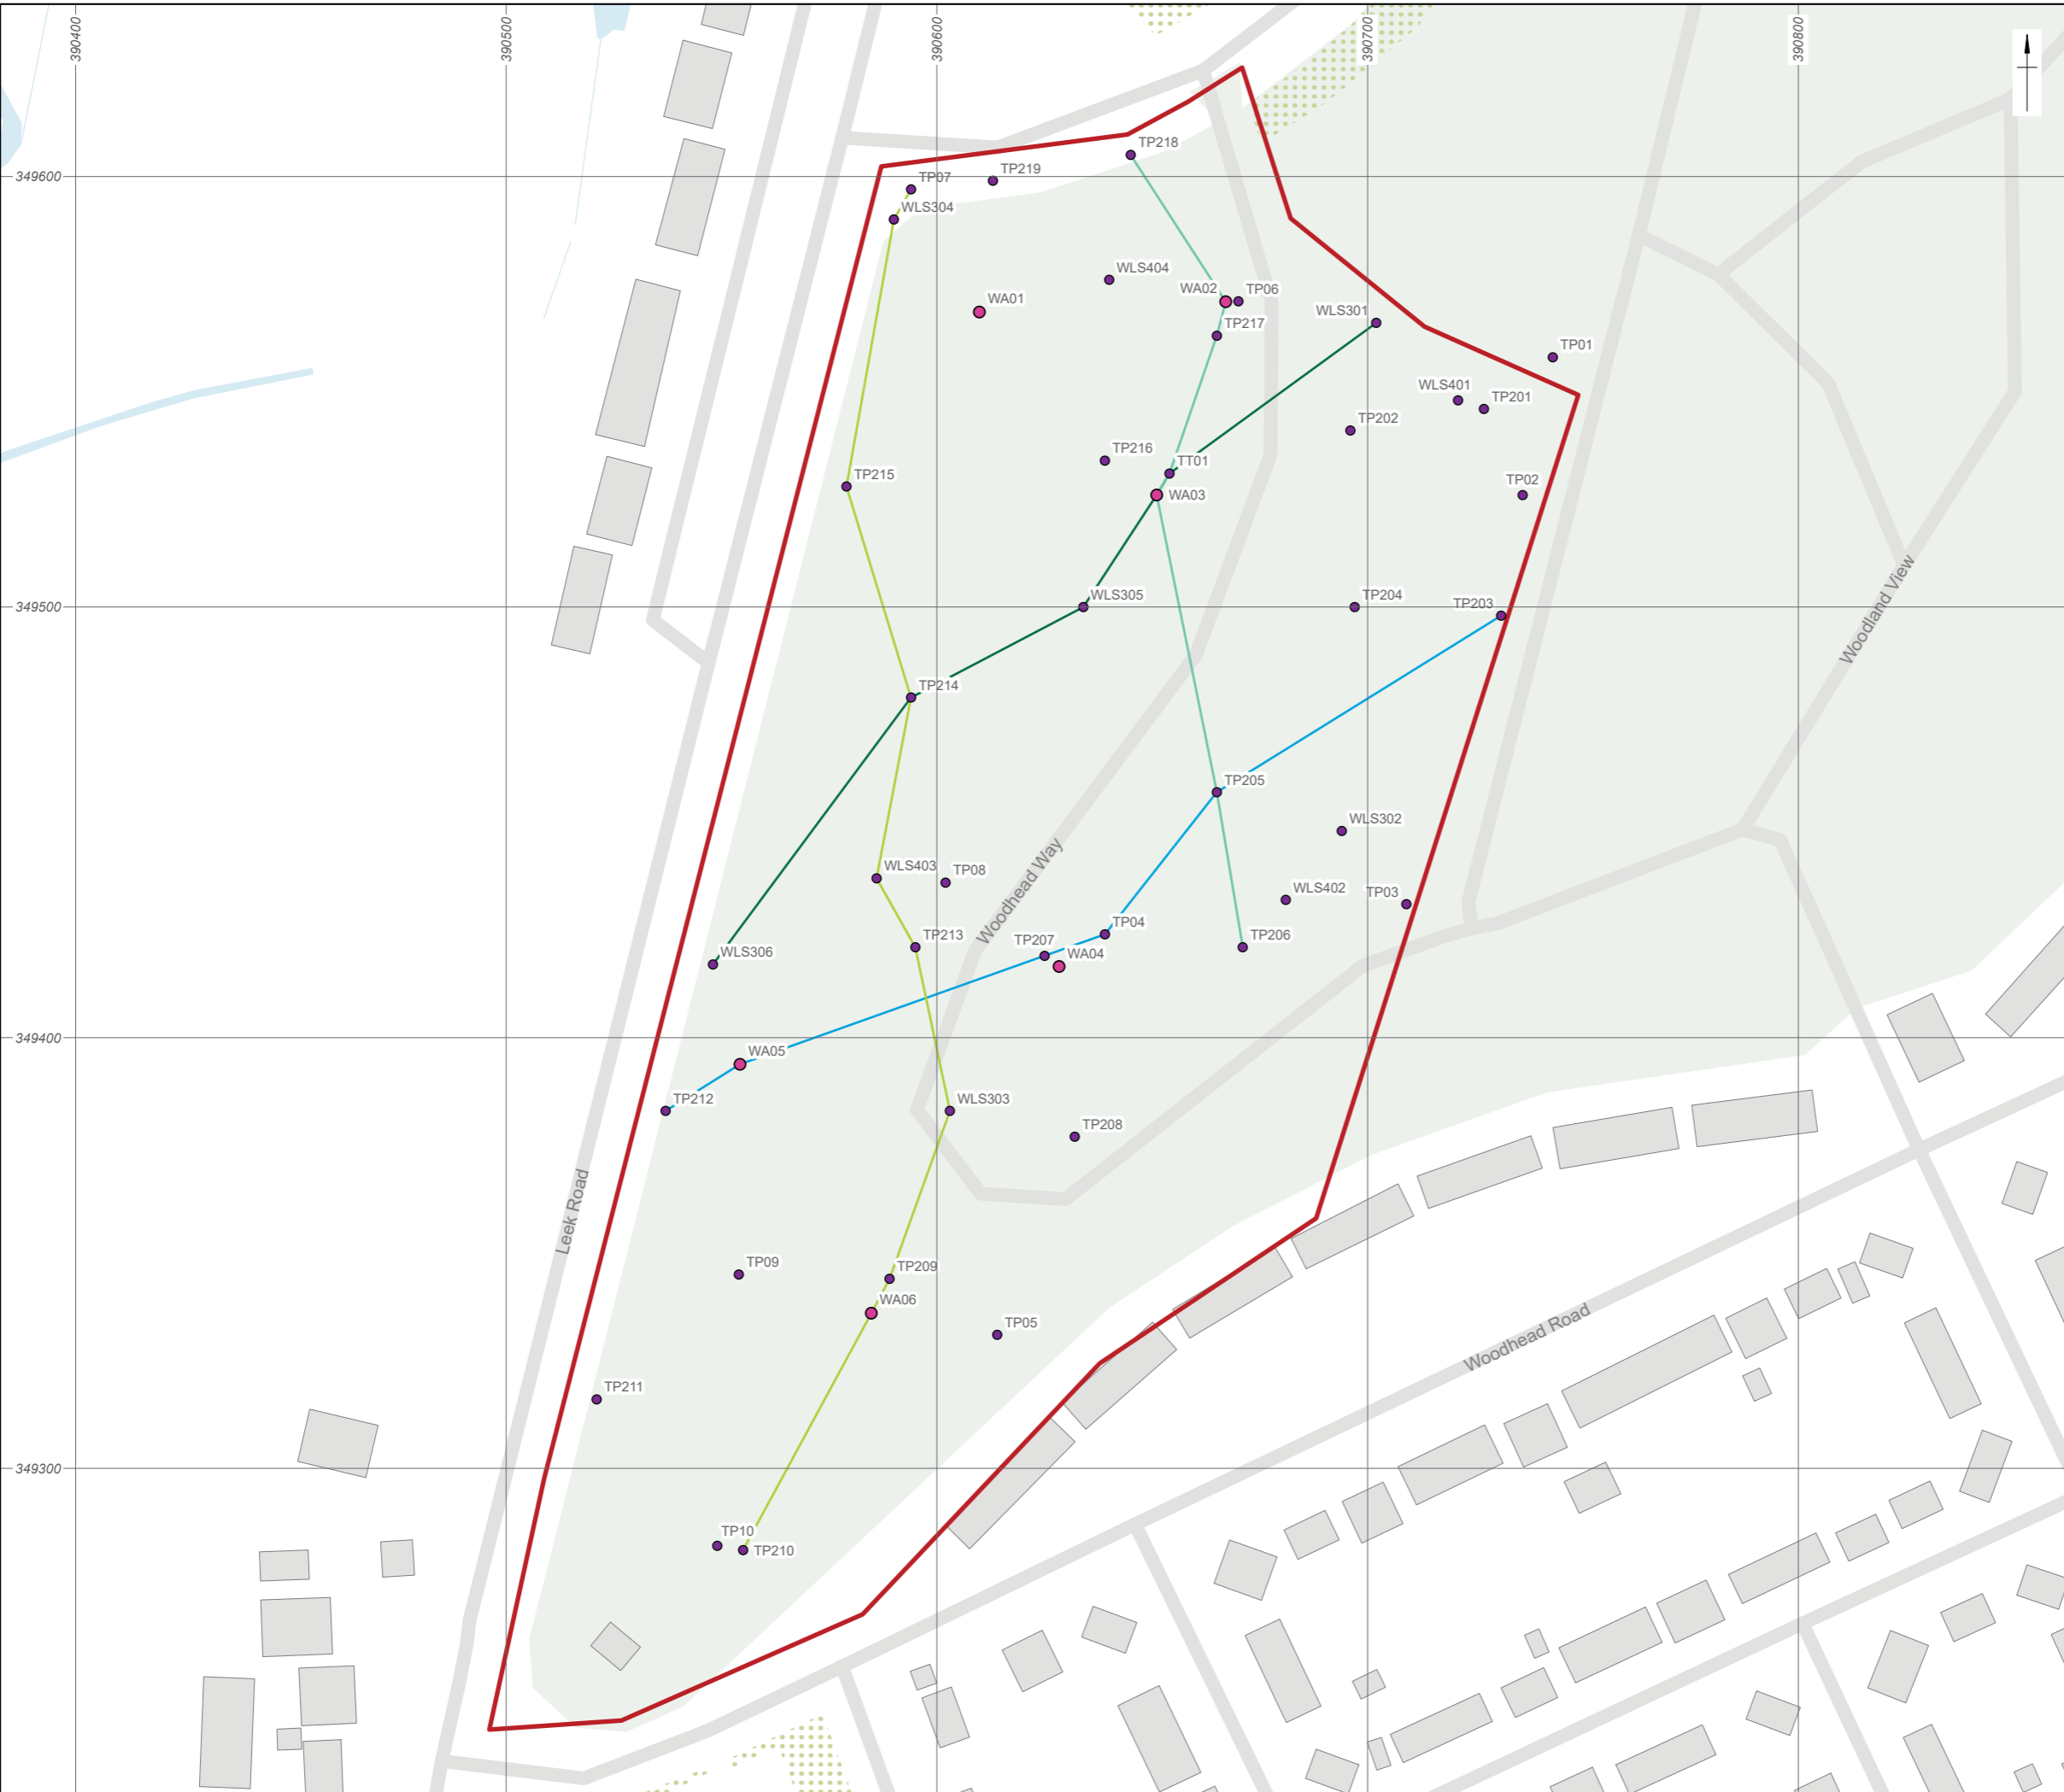 390400
390500
390600
390700
390800
TP218
349600
TP219
TP07
WLS304
WLS404
WA02
TP06
WA01
WLS301
TP217
TP01
WLS401
TP201
TP202
TP216
TT01
TP215
TP02
WA03
WLS305
349500
TP204
TP203
Woodland View
TP214
TP205
WLS302
WLS403
TP08
Woodhead Way
WLS402
TP03
TP04
TP213
TP207
TP206
WLS306
WA04
349400
WA05
TP212
WLS303
TP208
Leek Road
TP09
TP209
WA06
TP05
Woodhead Road
TP211
349300
TP10
TP210